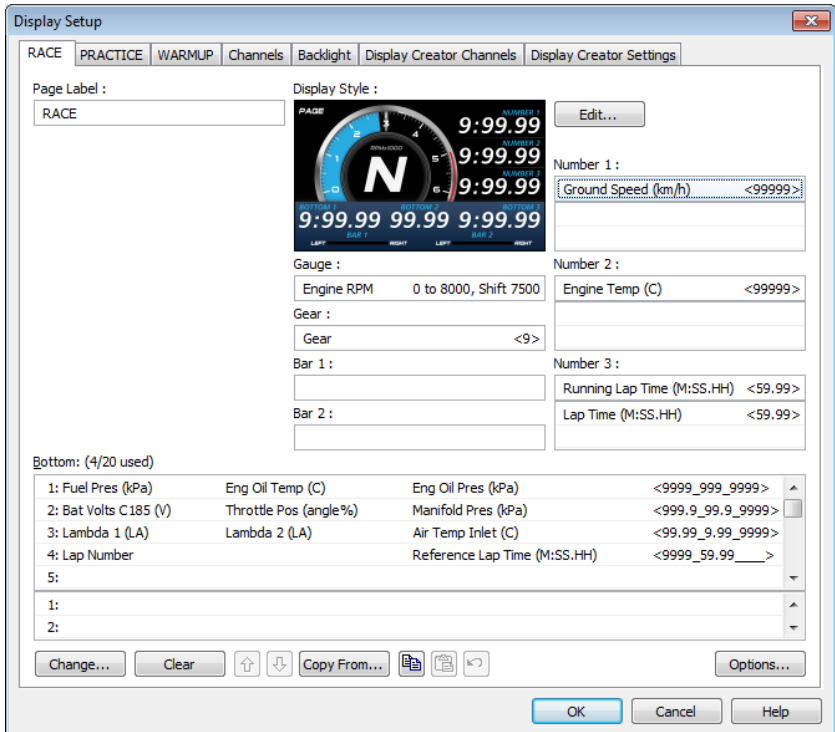 Display Setup
RACE PRACTICE WARMUP Channels Backlight Display Creator Channels Display Creator Settings
Page Label :
RACE
Display Style :
PAGE
RPMx1000
0 1 2 3 4 5 6
N
NUMBER 1
9:99.99
NUMBER 2
9:99.99
NUMBER 3
9:99.99
BOTTOM 1 BOTTOM 2 BOTTOM 3
9:99.99 99.99 9:99.99
BAR 1 BAR 2
LEFT RIGHT LEFT RIGHT
Edit...
Number 1 :
Ground Speed (km/h) <99999>
Gauge :
Engine RPM 0 to 8000, Shift 7500
Number 2 :
Engine Temp (C) <99999>
Gear :
Gear <9>
Bar 1 :
Number 3 :
Running Lap Time (M:SS.HH) <59.99>
Lap Time (M:SS.HH) <59.99>
Bar 2 :
Bottom: (4/20 used)
1: Fuel Pres (kPa) Eng Oil Temp (C) Eng Oil Pres (kPa) <9999_999_9999>
2: Bat Volts C185 (V) Throttle Pos (angle%) Manifold Pres (kPa) <999.9_99.9_9999>
3: Lambda 1 (LA) Lambda 2 (LA) Air Temp Inlet (C) <99.99_9.99_9999>
4: Lap Number Reference Lap Time (M:SS.HH) <9999_59.99____>
5:
1:
2:
Change... Clear Copy From... Options...
OK Cancel Help